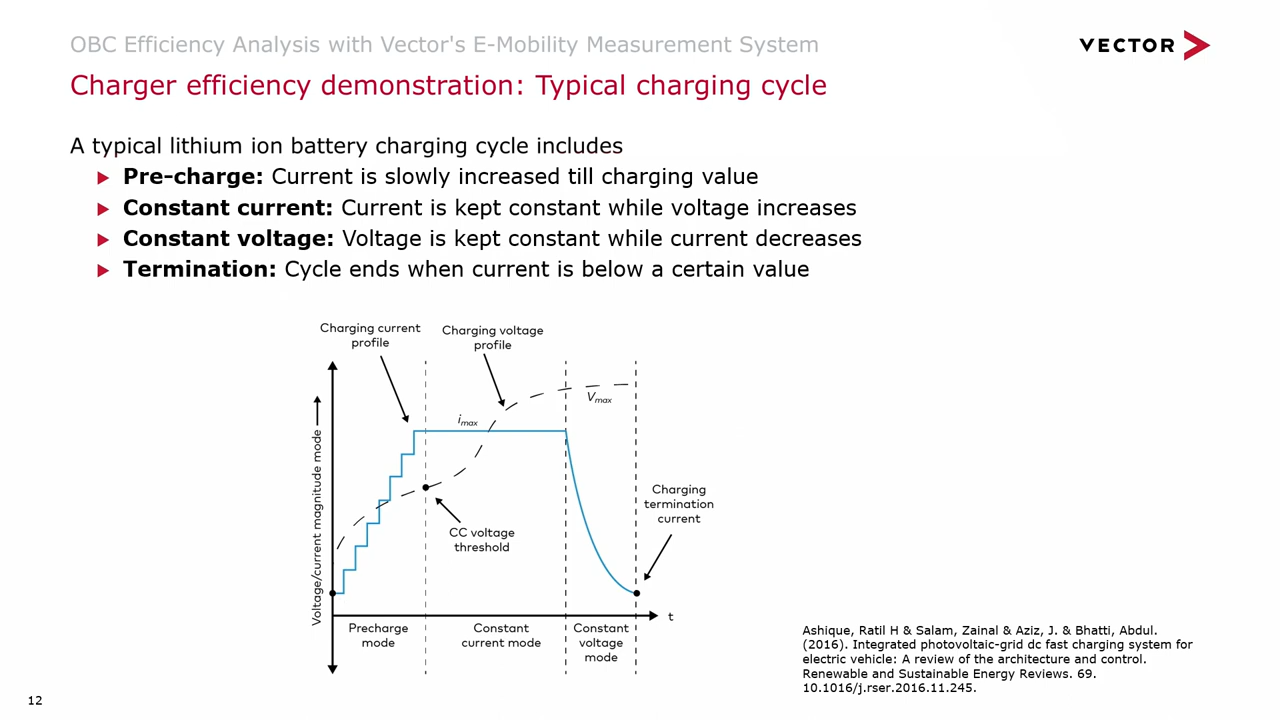 OBC Efficiency Analysis with Vector's E-Mobility Measurement System
VECTOR
Charger efficiency demonstration: Typical charging cycle
A typical lithium ion battery charging cycle includes
Pre-charge: Current is slowly increased till charging value
Constant current: Current is kept constant while voltage increases
Constant voltage: Voltage is kept constant while current decreases
Termination: Cycle ends when current is below a certain value
Charging current
profile
Charging voltage
profile
Voltage/current magnitude mode
imax
Vmax
CC voltage
threshold
Charging
termination
current
t
Precharge
mode
Constant
current mode
Constant
voltage
mode
Ashique, Ratil H & Salam, Zainal & Aziz, J. & Bhatti, Abdul.
(2016). Integrated photovoltaic-grid dc fast charging system for
electric vehicle: A review of the architecture and control.
Renewable and Sustainable Energy Reviews. 69.
10.1016/j.rser.2016.11.245.
12